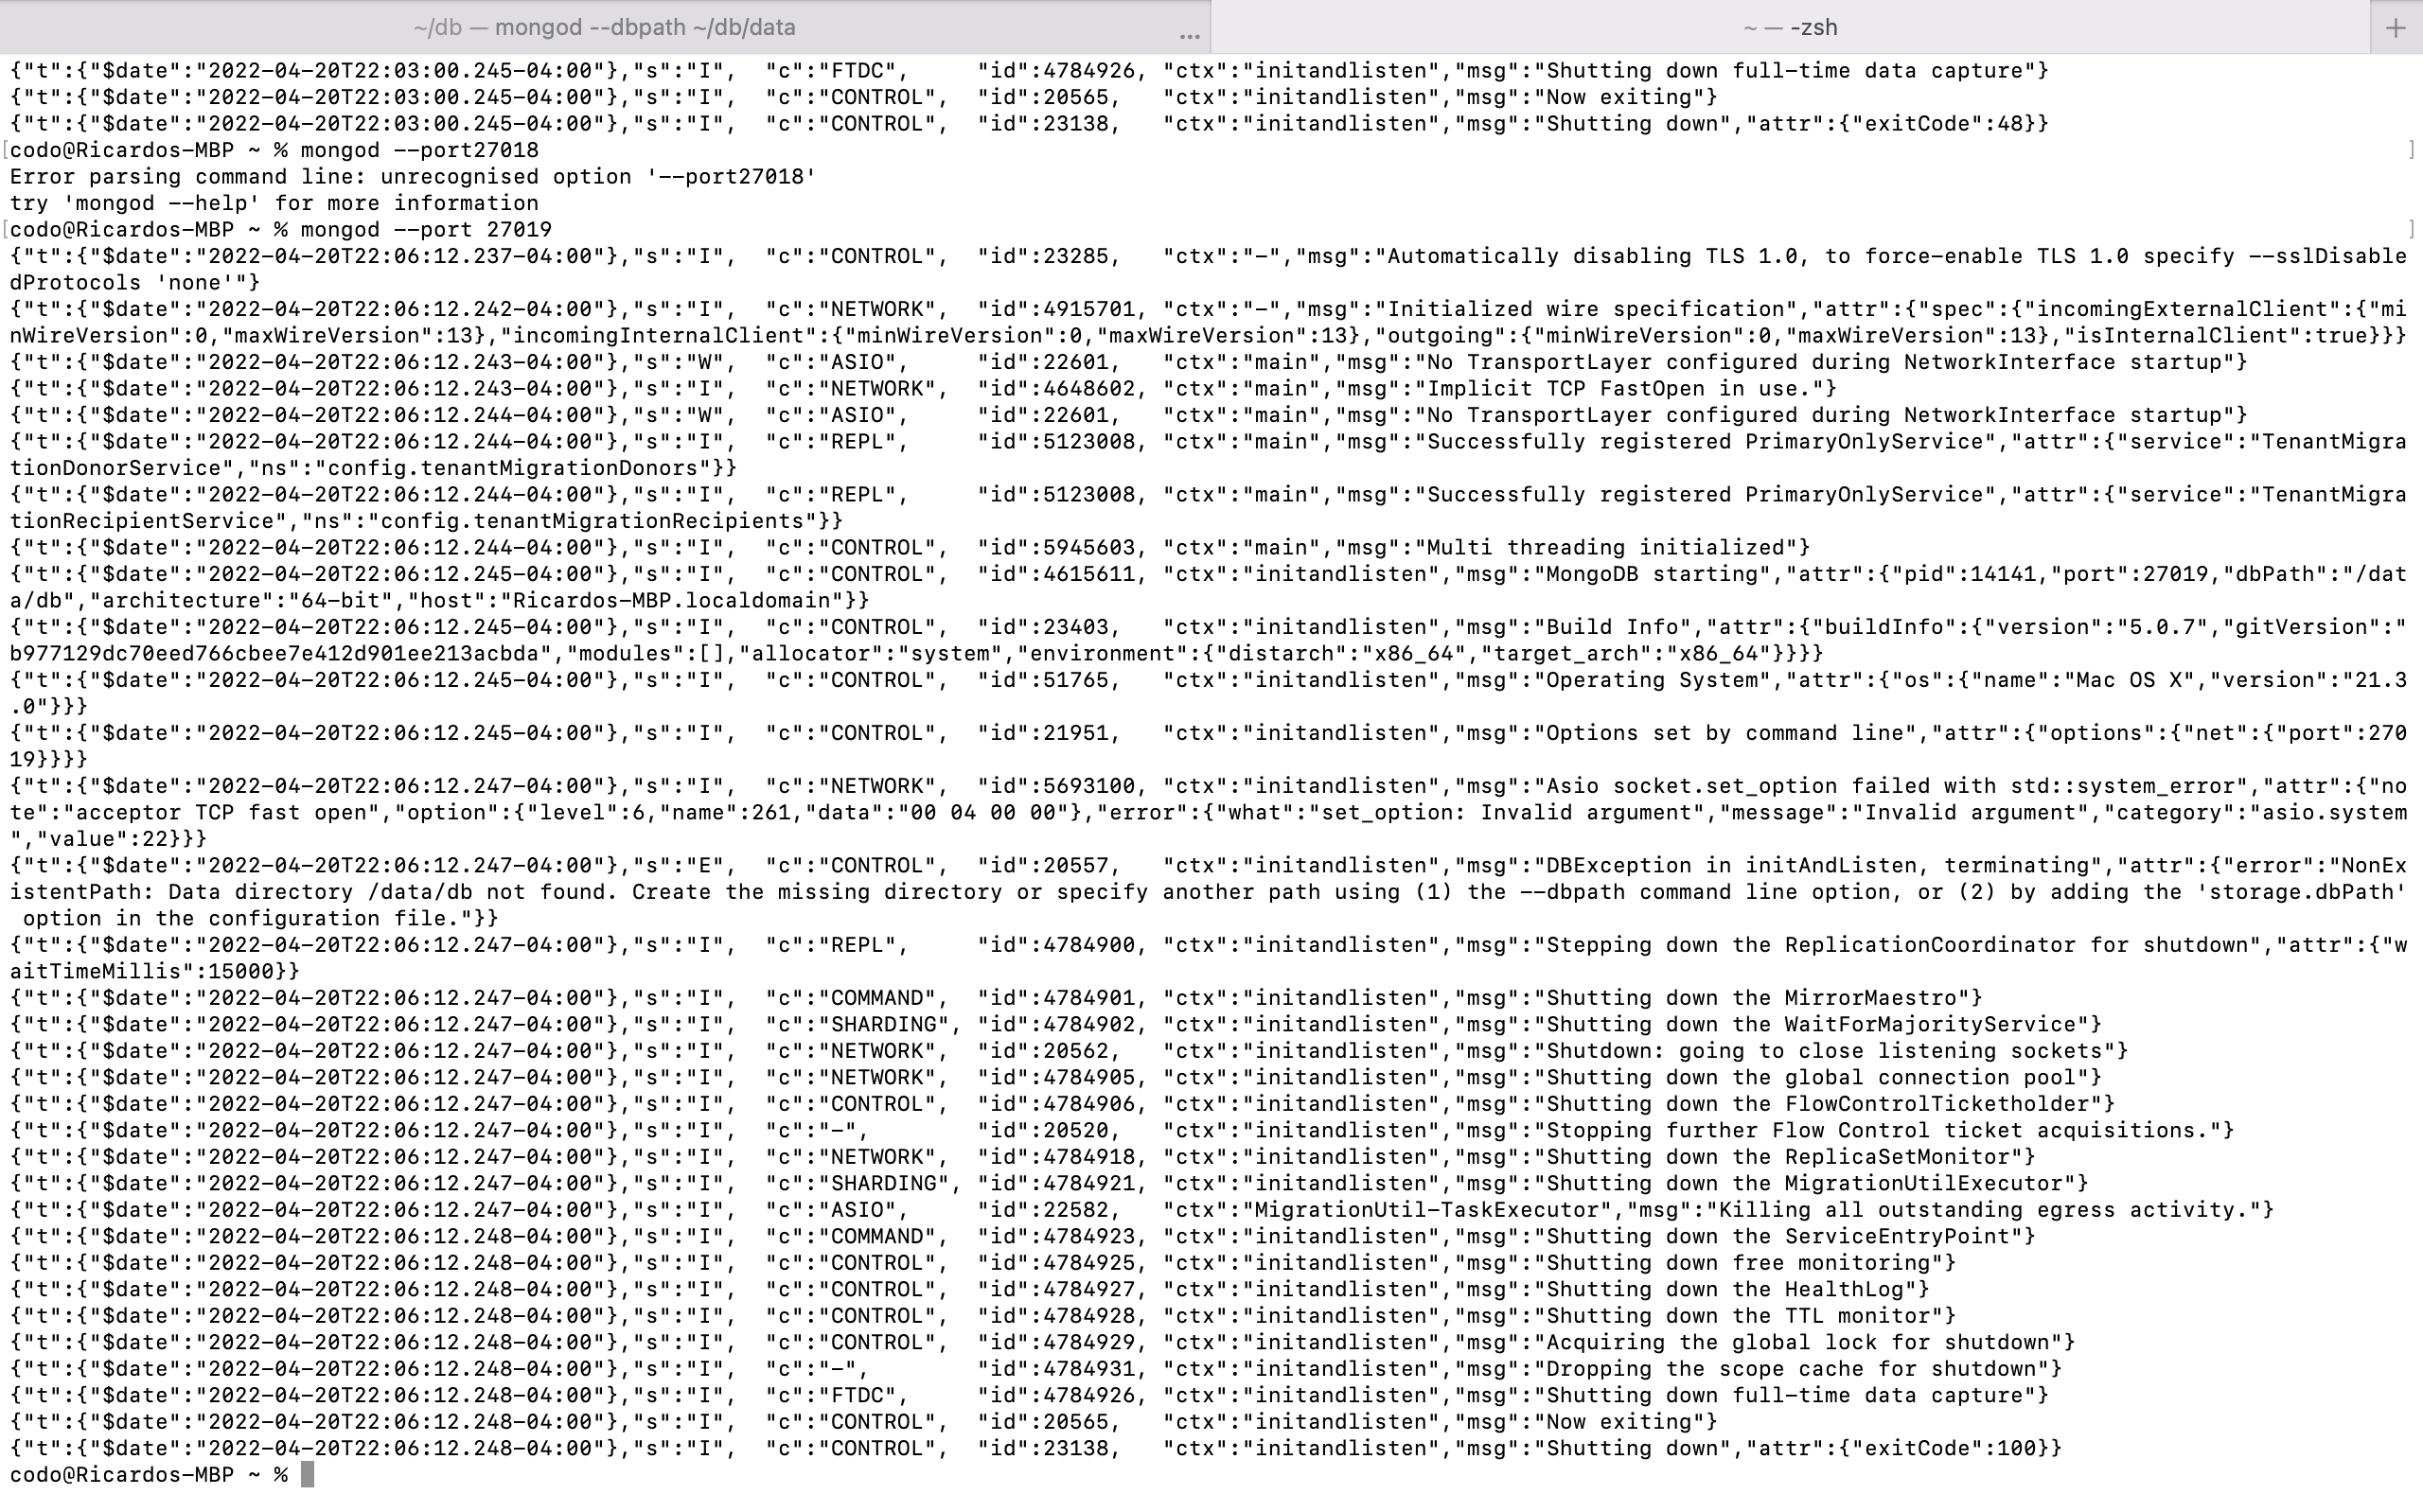 ~/db — mongod --dbpath ~/db/data ... ~ — -zsh +
{"t":{"$date":"2022-04-20T22:03:00.245-04:00"},"s":"I",  "c":"FTDC",     "id":4784926, "ctx":"initandlisten","msg":"Shutting down full-time data capture"}
{"t":{"$date":"2022-04-20T22:03:00.245-04:00"},"s":"I",  "c":"CONTROL",  "id":20565,   "ctx":"initandlisten","msg":"Now exiting"}
{"t":{"$date":"2022-04-20T22:03:00.245-04:00"},"s":"I",  "c":"CONTROL",  "id":23138,   "ctx":"initandlisten","msg":"Shutting down","attr":{"exitCode":48}}
[codo@Ricardos-MBP ~ % mongod --port27018 ]
Error parsing command line: unrecognised option '--port27018'
try 'mongod --help' for more information
[codo@Ricardos-MBP ~ % mongod --port 27019 ]
{"t":{"$date":"2022-04-20T22:06:12.237-04:00"},"s":"I",  "c":"CONTROL",  "id":23285,   "ctx":"-","msg":"Automatically disabling TLS 1.0, to force-enable TLS 1.0 specify --sslDisable
dProtocols 'none'"}
{"t":{"$date":"2022-04-20T22:06:12.242-04:00"},"s":"I",  "c":"NETWORK",  "id":4915701, "ctx":"-","msg":"Initialized wire specification","attr":{"spec":{"incomingExternalClient":{"mi
nWireVersion":0,"maxWireVersion":13},"incomingInternalClient":{"minWireVersion":0,"maxWireVersion":13},"outgoing":{"minWireVersion":0,"maxWireVersion":13},"isInternalClient":true}}}
{"t":{"$date":"2022-04-20T22:06:12.243-04:00"},"s":"W",  "c":"ASIO",     "id":22601,   "ctx":"main","msg":"No TransportLayer configured during NetworkInterface startup"}
{"t":{"$date":"2022-04-20T22:06:12.243-04:00"},"s":"I",  "c":"NETWORK",  "id":4648602, "ctx":"main","msg":"Implicit TCP FastOpen in use."}
{"t":{"$date":"2022-04-20T22:06:12.244-04:00"},"s":"W",  "c":"ASIO",     "id":22601,   "ctx":"main","msg":"No TransportLayer configured during NetworkInterface startup"}
{"t":{"$date":"2022-04-20T22:06:12.244-04:00"},"s":"I",  "c":"REPL",     "id":5123008, "ctx":"main","msg":"Successfully registered PrimaryOnlyService","attr":{"service":"TenantMigra
tionDonorService","ns":"config.tenantMigrationDonors"}}
{"t":{"$date":"2022-04-20T22:06:12.244-04:00"},"s":"I",  "c":"REPL",     "id":5123008, "ctx":"main","msg":"Successfully registered PrimaryOnlyService","attr":{"service":"TenantMigra
tionRecipientService","ns":"config.tenantMigrationRecipients"}}
{"t":{"$date":"2022-04-20T22:06:12.244-04:00"},"s":"I",  "c":"CONTROL",  "id":5945603, "ctx":"main","msg":"Multi threading initialized"}
{"t":{"$date":"2022-04-20T22:06:12.245-04:00"},"s":"I",  "c":"CONTROL",  "id":4615611, "ctx":"initandlisten","msg":"MongoDB starting","attr":{"pid":14141,"port":27019,"dbPath":"/dat
a/db","architecture":"64-bit","host":"Ricardos-MBP.localdomain"}}
{"t":{"$date":"2022-04-20T22:06:12.245-04:00"},"s":"I",  "c":"CONTROL",  "id":23403,   "ctx":"initandlisten","msg":"Build Info","attr":{"buildInfo":{"version":"5.0.7","gitVersion":"
b977129dc70eed766cbee7e412d901ee213acbda","modules":[],"allocator":"system","environment":{"distarch":"x86_64","target_arch":"x86_64"}}}}
{"t":{"$date":"2022-04-20T22:06:12.245-04:00"},"s":"I",  "c":"CONTROL",  "id":51765,   "ctx":"initandlisten","msg":"Operating System","attr":{"os":{"name":"Mac OS X","version":"21.3
.0"}}}
{"t":{"$date":"2022-04-20T22:06:12.245-04:00"},"s":"I",  "c":"CONTROL",  "id":21951,   "ctx":"initandlisten","msg":"Options set by command line","attr":{"options":{"net":{"port":270
19}}}}
{"t":{"$date":"2022-04-20T22:06:12.247-04:00"},"s":"I",  "c":"NETWORK",  "id":5693100, "ctx":"initandlisten","msg":"Asio socket.set_option failed with std::system_error","attr":{"no
te":"acceptor TCP fast open","option":{"level":6,"name":261,"data":"00 04 00 00"},"error":{"what":"set_option: Invalid argument","message":"Invalid argument","category":"asio.system
","value":22}}}
{"t":{"$date":"2022-04-20T22:06:12.247-04:00"},"s":"E",  "c":"CONTROL",  "id":20557,   "ctx":"initandlisten","msg":"DBException in initAndListen, terminating","attr":{"error":"NonEx
istentPath: Data directory /data/db not found. Create the missing directory or specify another path using (1) the --dbpath command line option, or (2) by adding the 'storage.dbPath'
 option in the configuration file."}}
{"t":{"$date":"2022-04-20T22:06:12.247-04:00"},"s":"I",  "c":"REPL",     "id":4784900, "ctx":"initandlisten","msg":"Stepping down the ReplicationCoordinator for shutdown","attr":{"w
aitTimeMillis":15000}}
{"t":{"$date":"2022-04-20T22:06:12.247-04:00"},"s":"I",  "c":"COMMAND",  "id":4784901, "ctx":"initandlisten","msg":"Shutting down the MirrorMaestro"}
{"t":{"$date":"2022-04-20T22:06:12.247-04:00"},"s":"I",  "c":"SHARDING", "id":4784902, "ctx":"initandlisten","msg":"Shutting down the WaitForMajorityService"}
{"t":{"$date":"2022-04-20T22:06:12.247-04:00"},"s":"I",  "c":"NETWORK",  "id":20562,   "ctx":"initandlisten","msg":"Shutdown: going to close listening sockets"}
{"t":{"$date":"2022-04-20T22:06:12.247-04:00"},"s":"I",  "c":"NETWORK",  "id":4784905, "ctx":"initandlisten","msg":"Shutting down the global connection pool"}
{"t":{"$date":"2022-04-20T22:06:12.247-04:00"},"s":"I",  "c":"CONTROL",  "id":4784906, "ctx":"initandlisten","msg":"Shutting down the FlowControlTicketholder"}
{"t":{"$date":"2022-04-20T22:06:12.247-04:00"},"s":"I",  "c":"-",        "id":20520,   "ctx":"initandlisten","msg":"Stopping further Flow Control ticket acquisitions."}
{"t":{"$date":"2022-04-20T22:06:12.247-04:00"},"s":"I",  "c":"NETWORK",  "id":4784918, "ctx":"initandlisten","msg":"Shutting down the ReplicaSetMonitor"}
{"t":{"$date":"2022-04-20T22:06:12.247-04:00"},"s":"I",  "c":"SHARDING", "id":4784921, "ctx":"initandlisten","msg":"Shutting down the MigrationUtilExecutor"}
{"t":{"$date":"2022-04-20T22:06:12.247-04:00"},"s":"I",  "c":"ASIO",     "id":22582,   "ctx":"MigrationUtil-TaskExecutor","msg":"Killing all outstanding egress activity."}
{"t":{"$date":"2022-04-20T22:06:12.248-04:00"},"s":"I",  "c":"COMMAND",  "id":4784923, "ctx":"initandlisten","msg":"Shutting down the ServiceEntryPoint"}
{"t":{"$date":"2022-04-20T22:06:12.248-04:00"},"s":"I",  "c":"CONTROL",  "id":4784925, "ctx":"initandlisten","msg":"Shutting down free monitoring"}
{"t":{"$date":"2022-04-20T22:06:12.248-04:00"},"s":"I",  "c":"CONTROL",  "id":4784927, "ctx":"initandlisten","msg":"Shutting down the HealthLog"}
{"t":{"$date":"2022-04-20T22:06:12.248-04:00"},"s":"I",  "c":"CONTROL",  "id":4784928, "ctx":"initandlisten","msg":"Shutting down the TTL monitor"}
{"t":{"$date":"2022-04-20T22:06:12.248-04:00"},"s":"I",  "c":"CONTROL",  "id":4784929, "ctx":"initandlisten","msg":"Acquiring the global lock for shutdown"}
{"t":{"$date":"2022-04-20T22:06:12.248-04:00"},"s":"I",  "c":"-",        "id":4784931, "ctx":"initandlisten","msg":"Dropping the scope cache for shutdown"}
{"t":{"$date":"2022-04-20T22:06:12.248-04:00"},"s":"I",  "c":"FTDC",     "id":4784926, "ctx":"initandlisten","msg":"Shutting down full-time data capture"}
{"t":{"$date":"2022-04-20T22:06:12.248-04:00"},"s":"I",  "c":"CONTROL",  "id":20565,   "ctx":"initandlisten","msg":"Now exiting"}
{"t":{"$date":"2022-04-20T22:06:12.248-04:00"},"s":"I",  "c":"CONTROL",  "id":23138,   "ctx":"initandlisten","msg":"Shutting down","attr":{"exitCode":100}}
codo@Ricardos-MBP ~ %